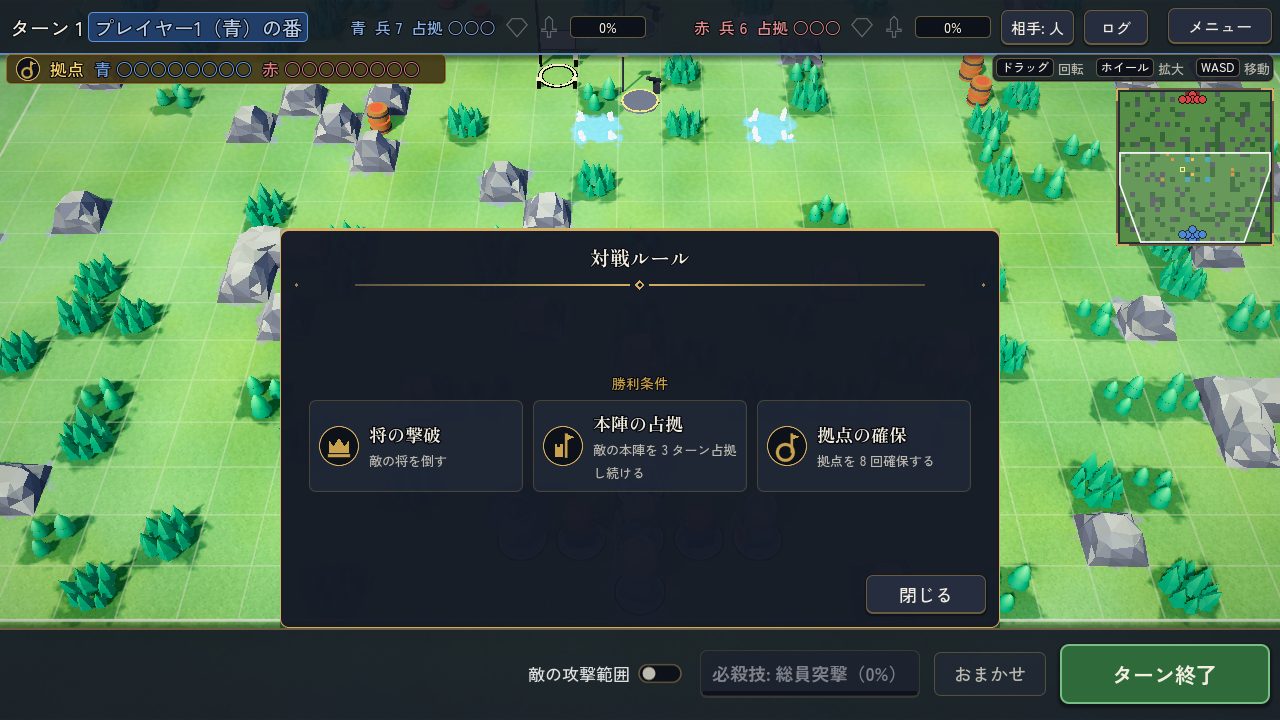 ターン 1 プレイヤー1（青）の番 青 兵 7 占拠 ○○○ 0% 赤 兵 6 占拠 ○○○ 0% 相手: 人 ログ メニュー
拠点 青 ○○○○○○○○ 赤 ○○○○○○○○ ドラッグ 回転 ホイール 拡大 WASD 移動
対戦ルール
勝利条件
将の撃破
敵の将を倒す
本陣の占拠
敵の本陣を 3 ターン占拠
し続ける
拠点の確保
拠点を 8 回確保する
閉じる
敵の攻撃範囲 必殺技: 総員突撃（0%） おまかせ ターン終了